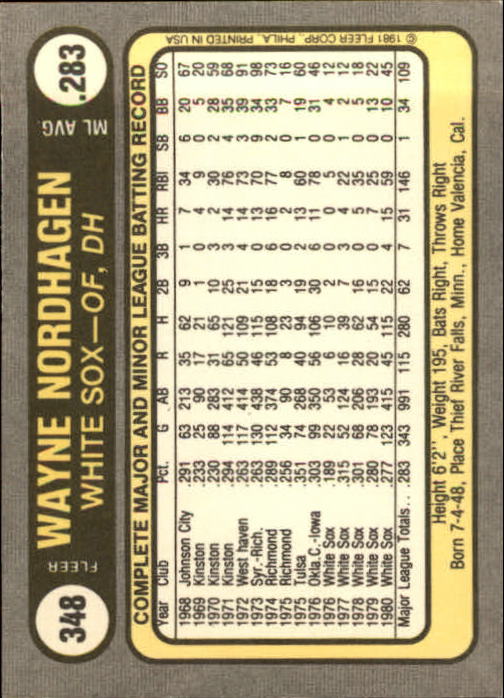 348
FLEER
WAYNE NORDHAGEN
WHITE SOX—OF, DH
ML AVG.
.283
COMPLETE MAJOR AND MINOR LEAGUE BATTING RECORD
Year Club Pct. G AB R H 2B 3B HR RBI SB BB SO
1968 Johnson City .291 63 213 35 62 9 1 7 34 6 20 67
1969 Kinston .233 25 90 17 21 1 0 4 9 0 5 20
1970 Kinston .230 88 283 31 65 10 3 2 30 2 28 59
1971 Kinston .294 114 412 65 121 25 3 14 76 4 35 68
1972 West haven .263 117 414 50 109 21 4 14 73 3 39 91
1973 Syr.-Rich. .263 130 438 46 115 15 0 13 70 0 34 98
1974 Richmond .289 112 374 53 108 18 6 16 77 2 33 73
1975 Richmond .256 34 90 8 23 3 0 2 8 0 7 16
1975 Tulsa .351 74 268 40 94 19 2 13 60 1 19 60
1976 Okla.C.-Iowa .303 99 350 56 106 30 6 11 78 4 31 46
1976 White Sox .189 22 53 6 10 2 0 0 5 0 4 12
1977 White Sox .315 52 124 16 39 7 3 4 22 1 2 12
1978 White Sox .301 68 206 28 62 16 0 5 35 0 5 18
1979 White Sox .280 78 193 20 54 15 0 7 25 0 13 22
1980 White Sox .277 123 415 45 115 22 4 15 59 0 10 45
Major League Totals... .283 343 991 115 280 62 7 31 146 1 34 109
Height 6'2'', Weight 195, Bats Right, Throws Right
Born 7-4-48, Place Thief River Falls, Minn., Home Valencia, Cal.
© 1981 FLEER CORP., PHILA., PRINTED IN USA